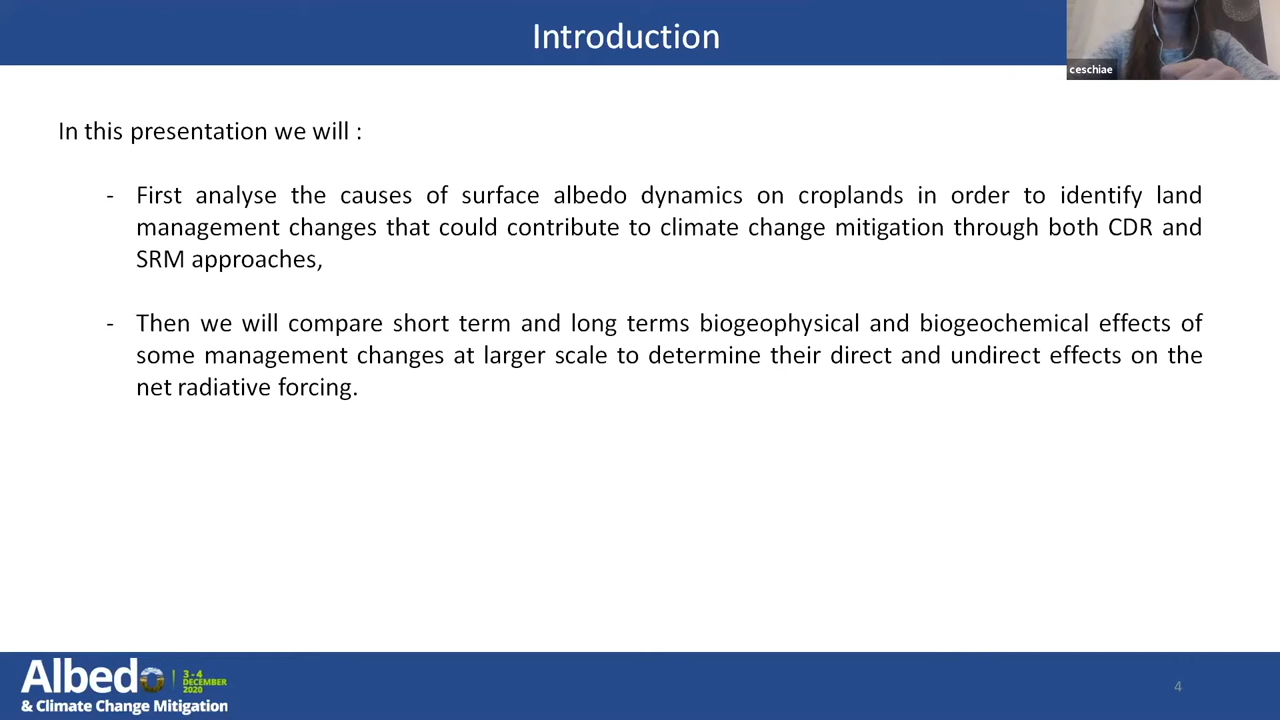 Introduction
ceschiae
In this presentation we will :
- First analyse the causes of surface albedo dynamics on croplands in order to identify land
management changes that could contribute to climate change mitigation through both CDR and
SRM approaches,
- Then we will compare short term and long terms biogeophysical and biogeochemical effects of
some management changes at larger scale to determine their direct and undirect effects on the
net radiative forcing.
Albedo
3 - 4
DECEMBER
2020
& Climate Change Mitigation
4